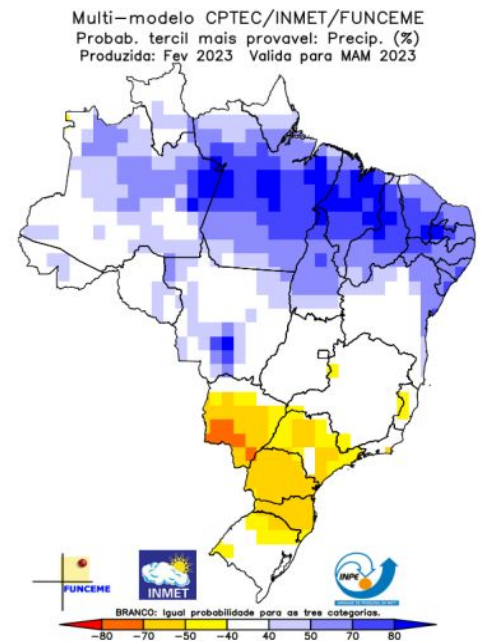 Multi-modelo CPTEC/INMET/FUNCEME
Probab. tercil mais provavel: Precip. (%)
Produzida: Fev 2023 Valida para MAM 2023
FUNCEME
INMET
INPE
BRANCO: Igual probabilidade para as tres categorias.
-80 -70 -50 -40 40 50 70 80